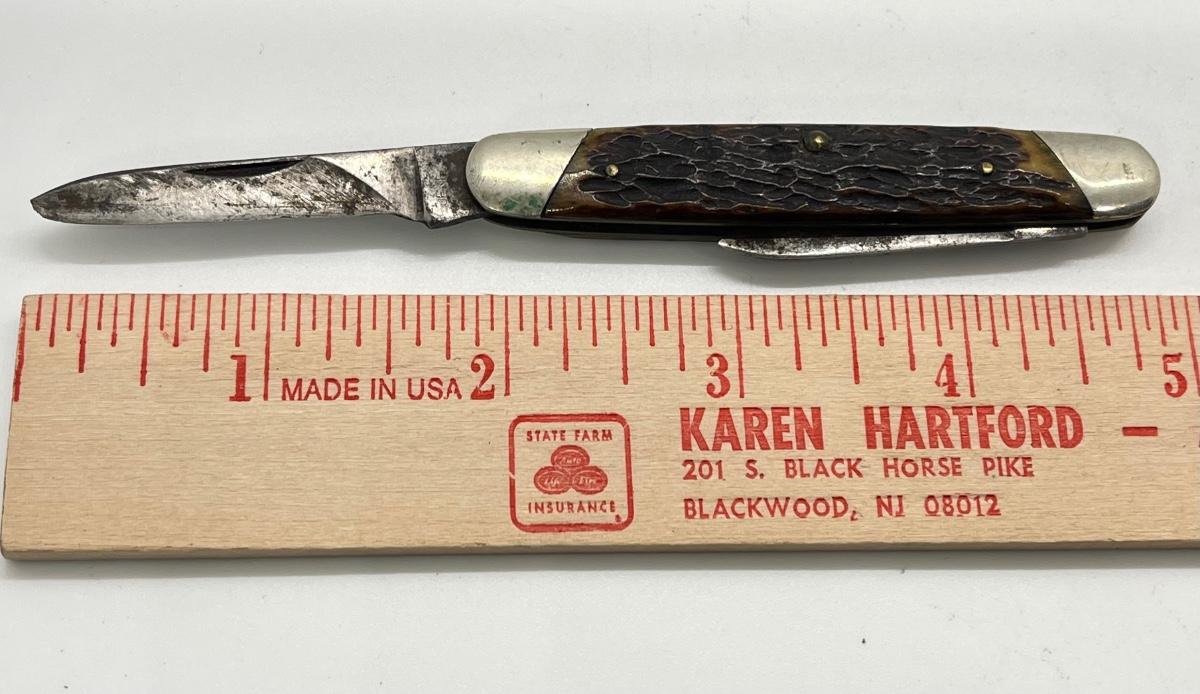 1 2 3 4 5
MADE IN USA
STATE FARM
INSURANCE
KAREN HARTFORD –
201 S. BLACK HORSE PIKE
BLACKWOOD, NJ 08012